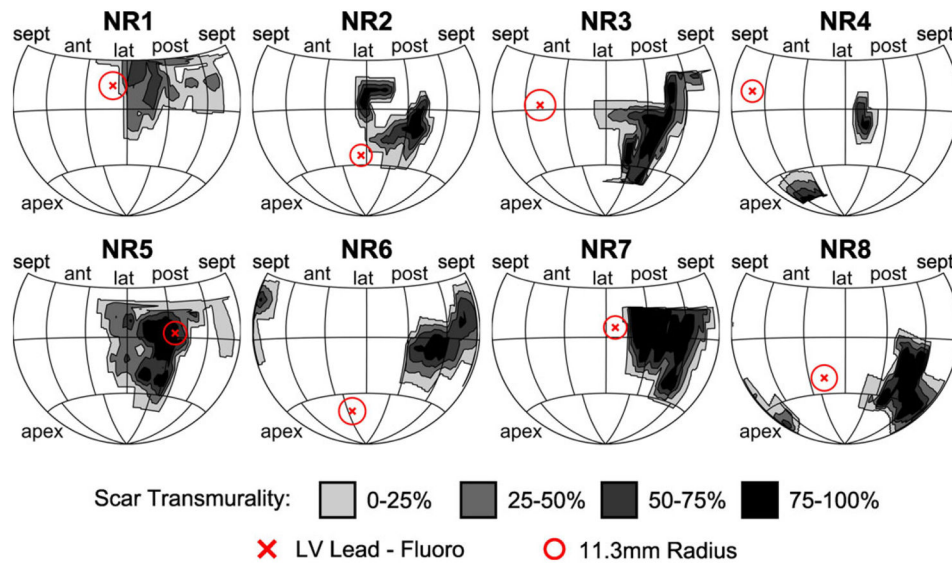 NR1 NR2 NR3 NR4
sept ant lat post sept sept ant lat post sept sept ant lat post sept sept ant lat post sept
apex apex apex apex
NR5 NR6 NR7 NR8
sept ant lat post sept sept ant lat post sept sept ant lat post sept sept ant lat post sept
apex apex apex apex
Scar Transmurality: 0-25% 25-50% 50-75% 75-100%
LV Lead - Fluoro 11.3mm Radius